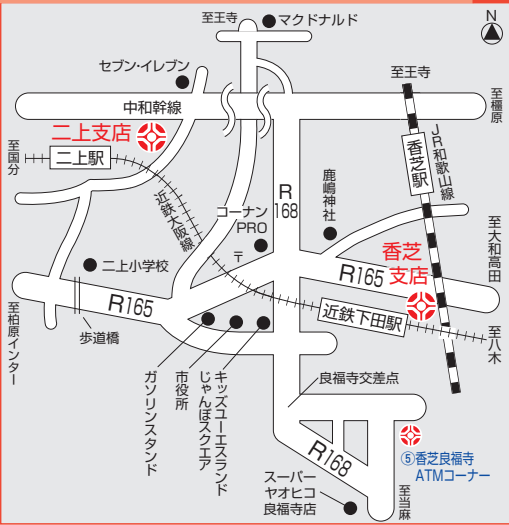 至王寺
マクドナルド
N
セブン-イレブン
至王寺
中和幹線
至橿原
二上支店
至国分
二上駅
近鉄大阪線
R
168
コーナン
PRO
鹿嶋神社
香芝駅
JR和歌山線
〒
二上小学校
R165
香芝
支店
至大和高田
R165
近鉄下田駅
至八木
至柏原インター
歩道橋
ガソリンスタンド
市役所
キッズユーエスランド
じゃんぼスクエア
良福寺交差点
R168
⑤香芝良福寺
ATMコーナー
スーパー
ヤオヒコ
良福寺店
至当麻